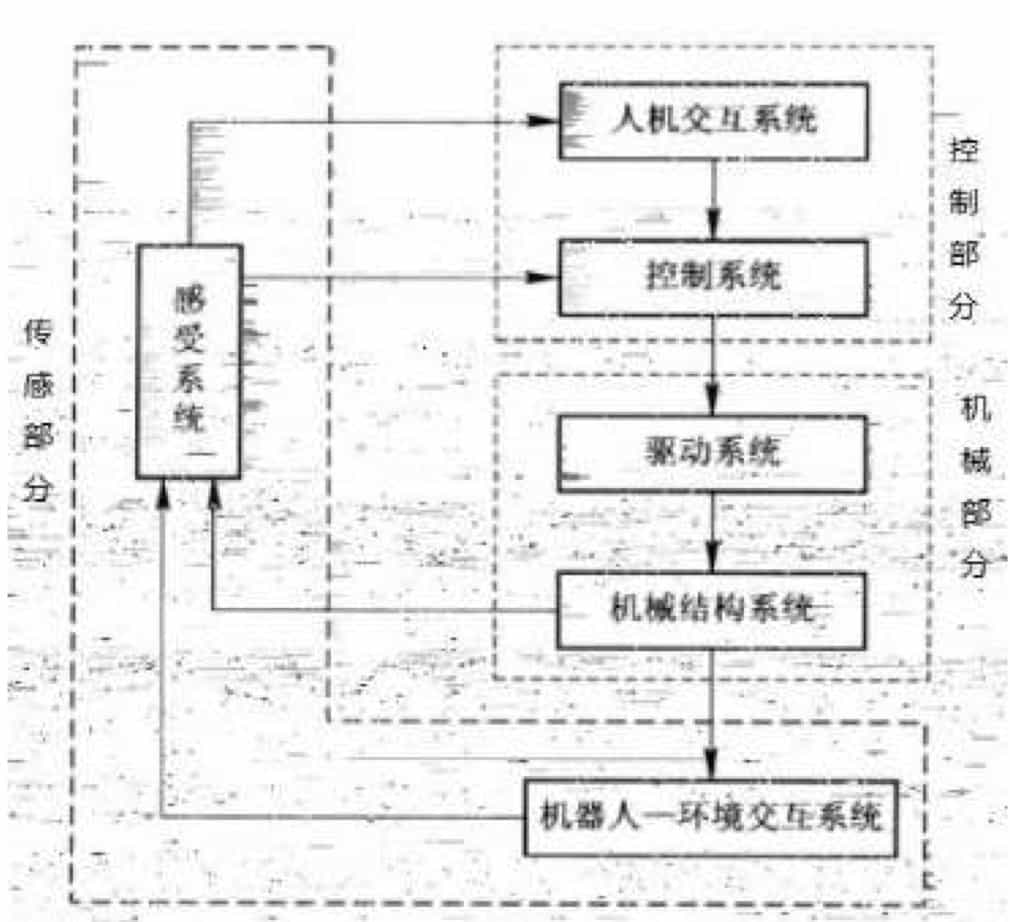 人机交互系统
控制部分
控制系统
感受系统
传感部分
驱动系统
机械部分
机械结构系统
机器人—环境交互系统